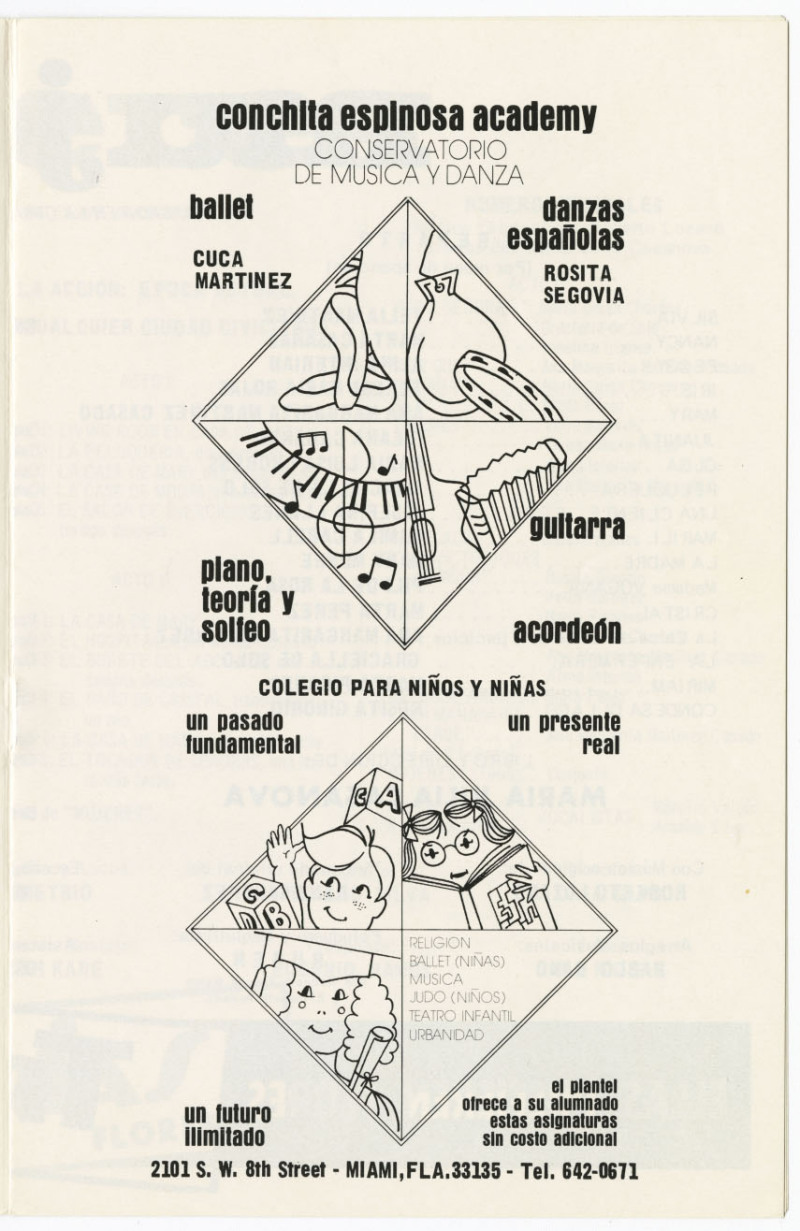 conchita espinosa academy
CONSERVATORIO
DE MUSICA Y DANZA
ballet
CUCA
MARTINEZ
danzas
españolas
ROSITA
SEGOVIA
guitarra
piano,
teoría y
solfeo
acordeón
COLEGIO PARA NIÑOS Y NIÑAS
un pasado
fundamental
un presente
real
C A
C
D B
RELIGION
BALLET (NIÑAS)
MUSICA
JUDO (NIÑOS)
TEATRO INFANTIL
URBANIDAD
un futuro
ilimitado
el plantel
ofrece a su alumnado
estas asignaturas
sin costo adicional
2101 S. W. 8th Street - MIAMI, FLA. 33135 - Tel. 642-0671